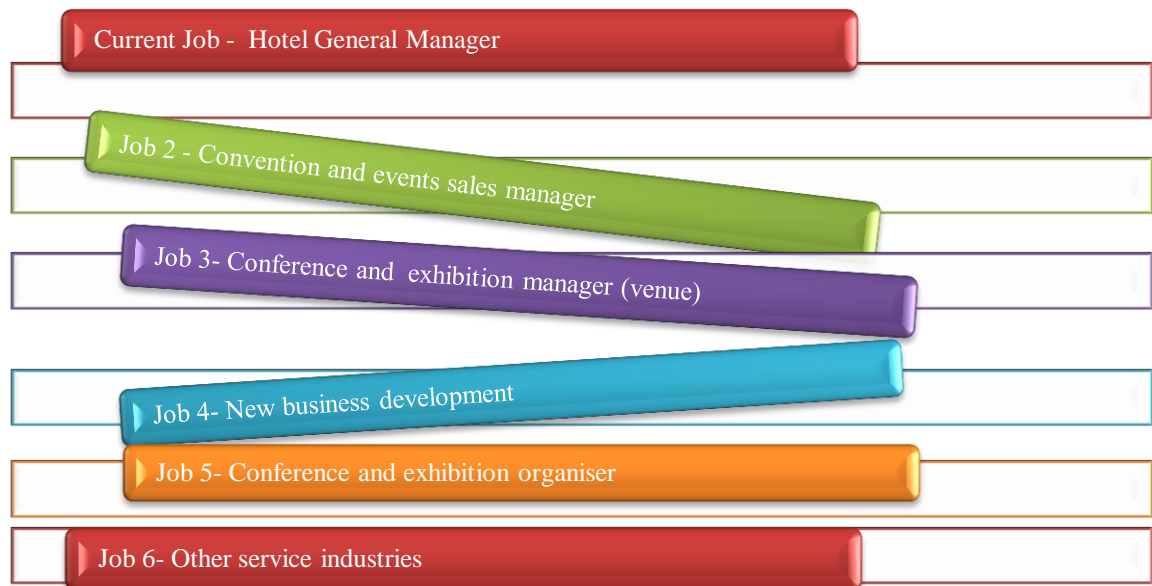 Current Job - Hotel General Manager
Job 2 - Convention and events sales manager
Job 3- Conference and exhibition manager (venue)
Job 4- New business development
Job 5- Conference and exhibition organiser
Job 6- Other service industries